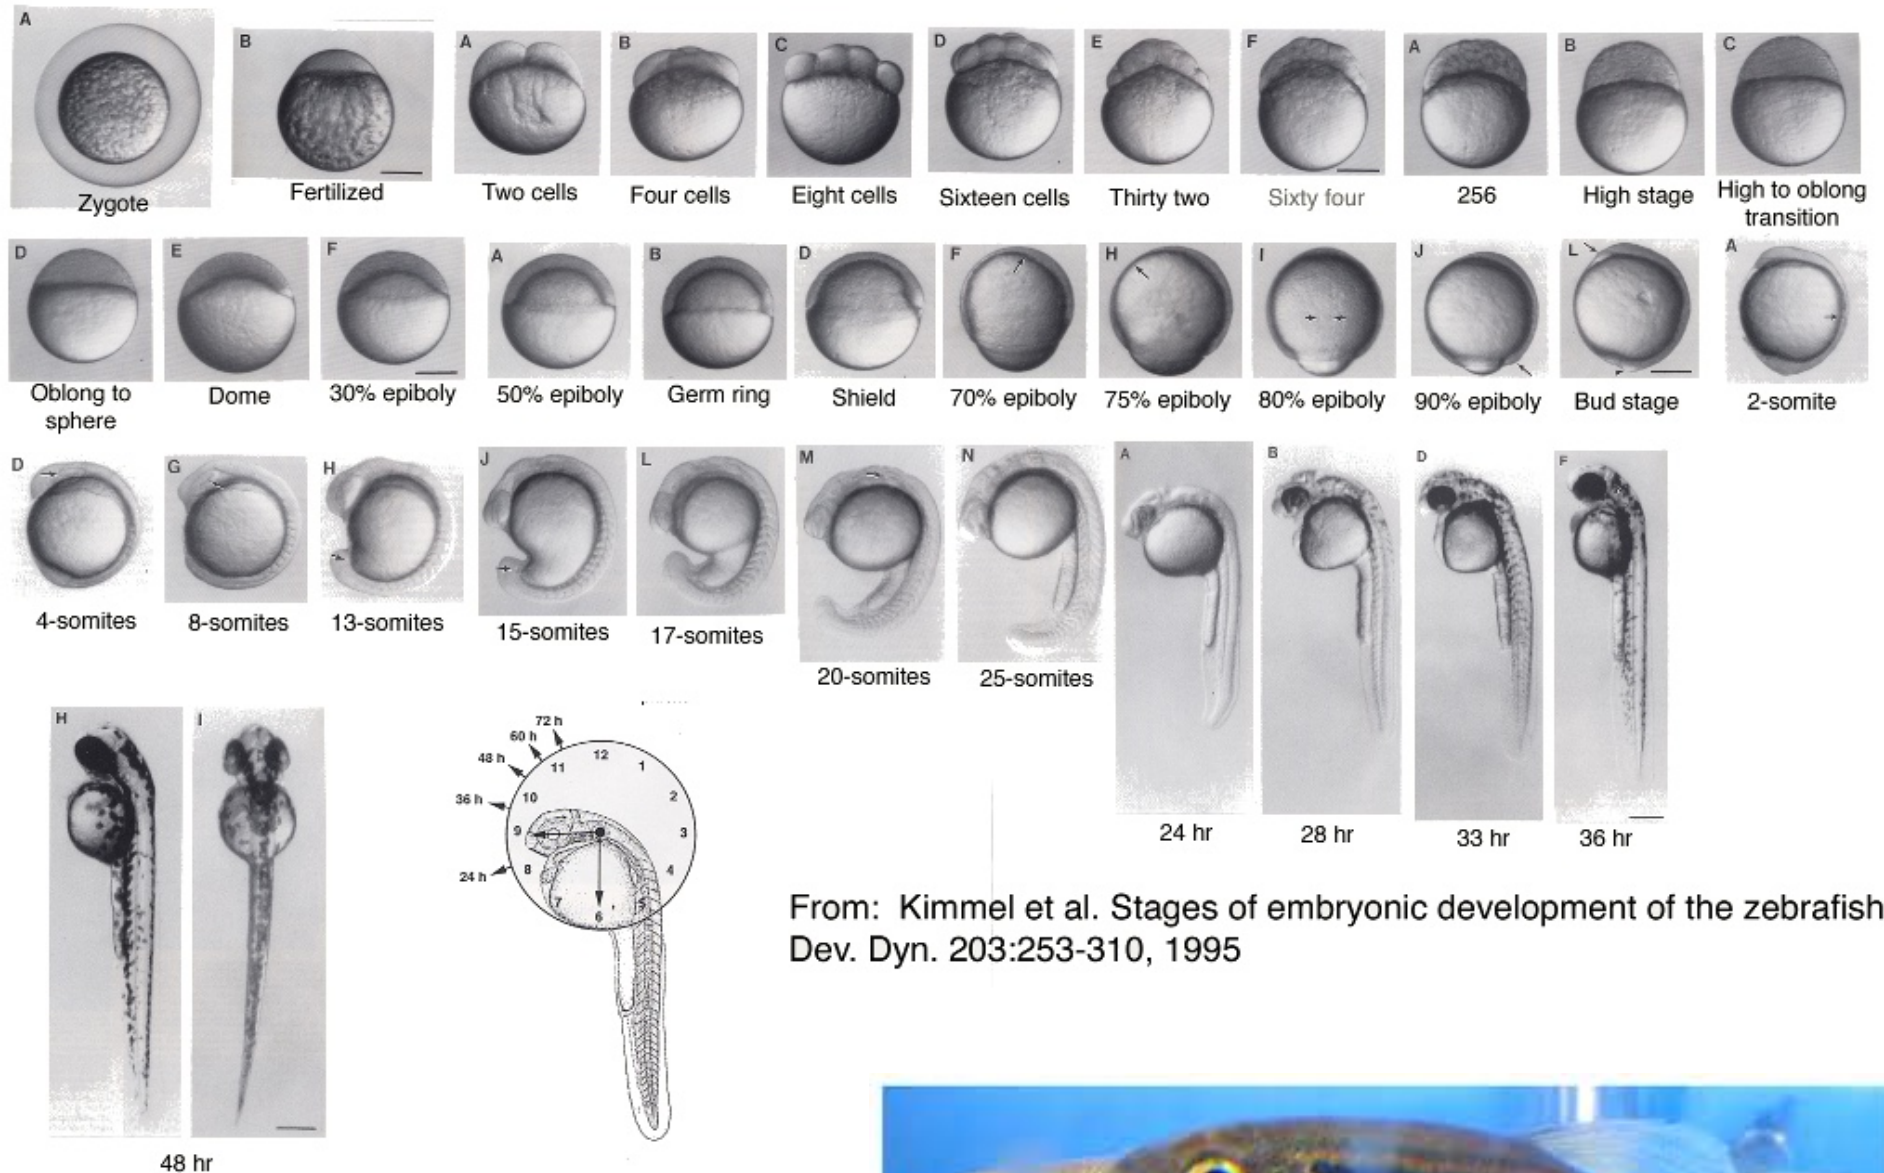 A
B
A
B
C
D
E
F
A
B
C
Zygote
Fertilized
Two cells
Four cells
Eight cells
Sixteen cells
Thirty two
Sixty four
256
High stage
High to oblong
transition
D
E
F
A
B
D
F
H
I
J
L
A
Oblong to
sphere
Dome
30% epiboly
50% epiboly
Germ ring
Shield
70% epiboly
75% epiboly
80% epiboly
90% epiboly
Bud stage
2-somite
D
G
H
J
L
M
N
A
B
D
F
4-somites
8-somites
13-somites
15-somites
17-somites
20-somites
25-somites
24 hr
28 hr
33 hr
36 hr
H
I
48 hr
72 h
60 h
48 h
36 h
24 h
12
1
2
3
4
5
6
7
8
9
10
11
From: Kimmel et al. Stages of embryonic development of the zebrafish
Dev. Dyn. 203:253-310, 1995